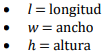 • l = longitud
• w = ancho
• h = altura